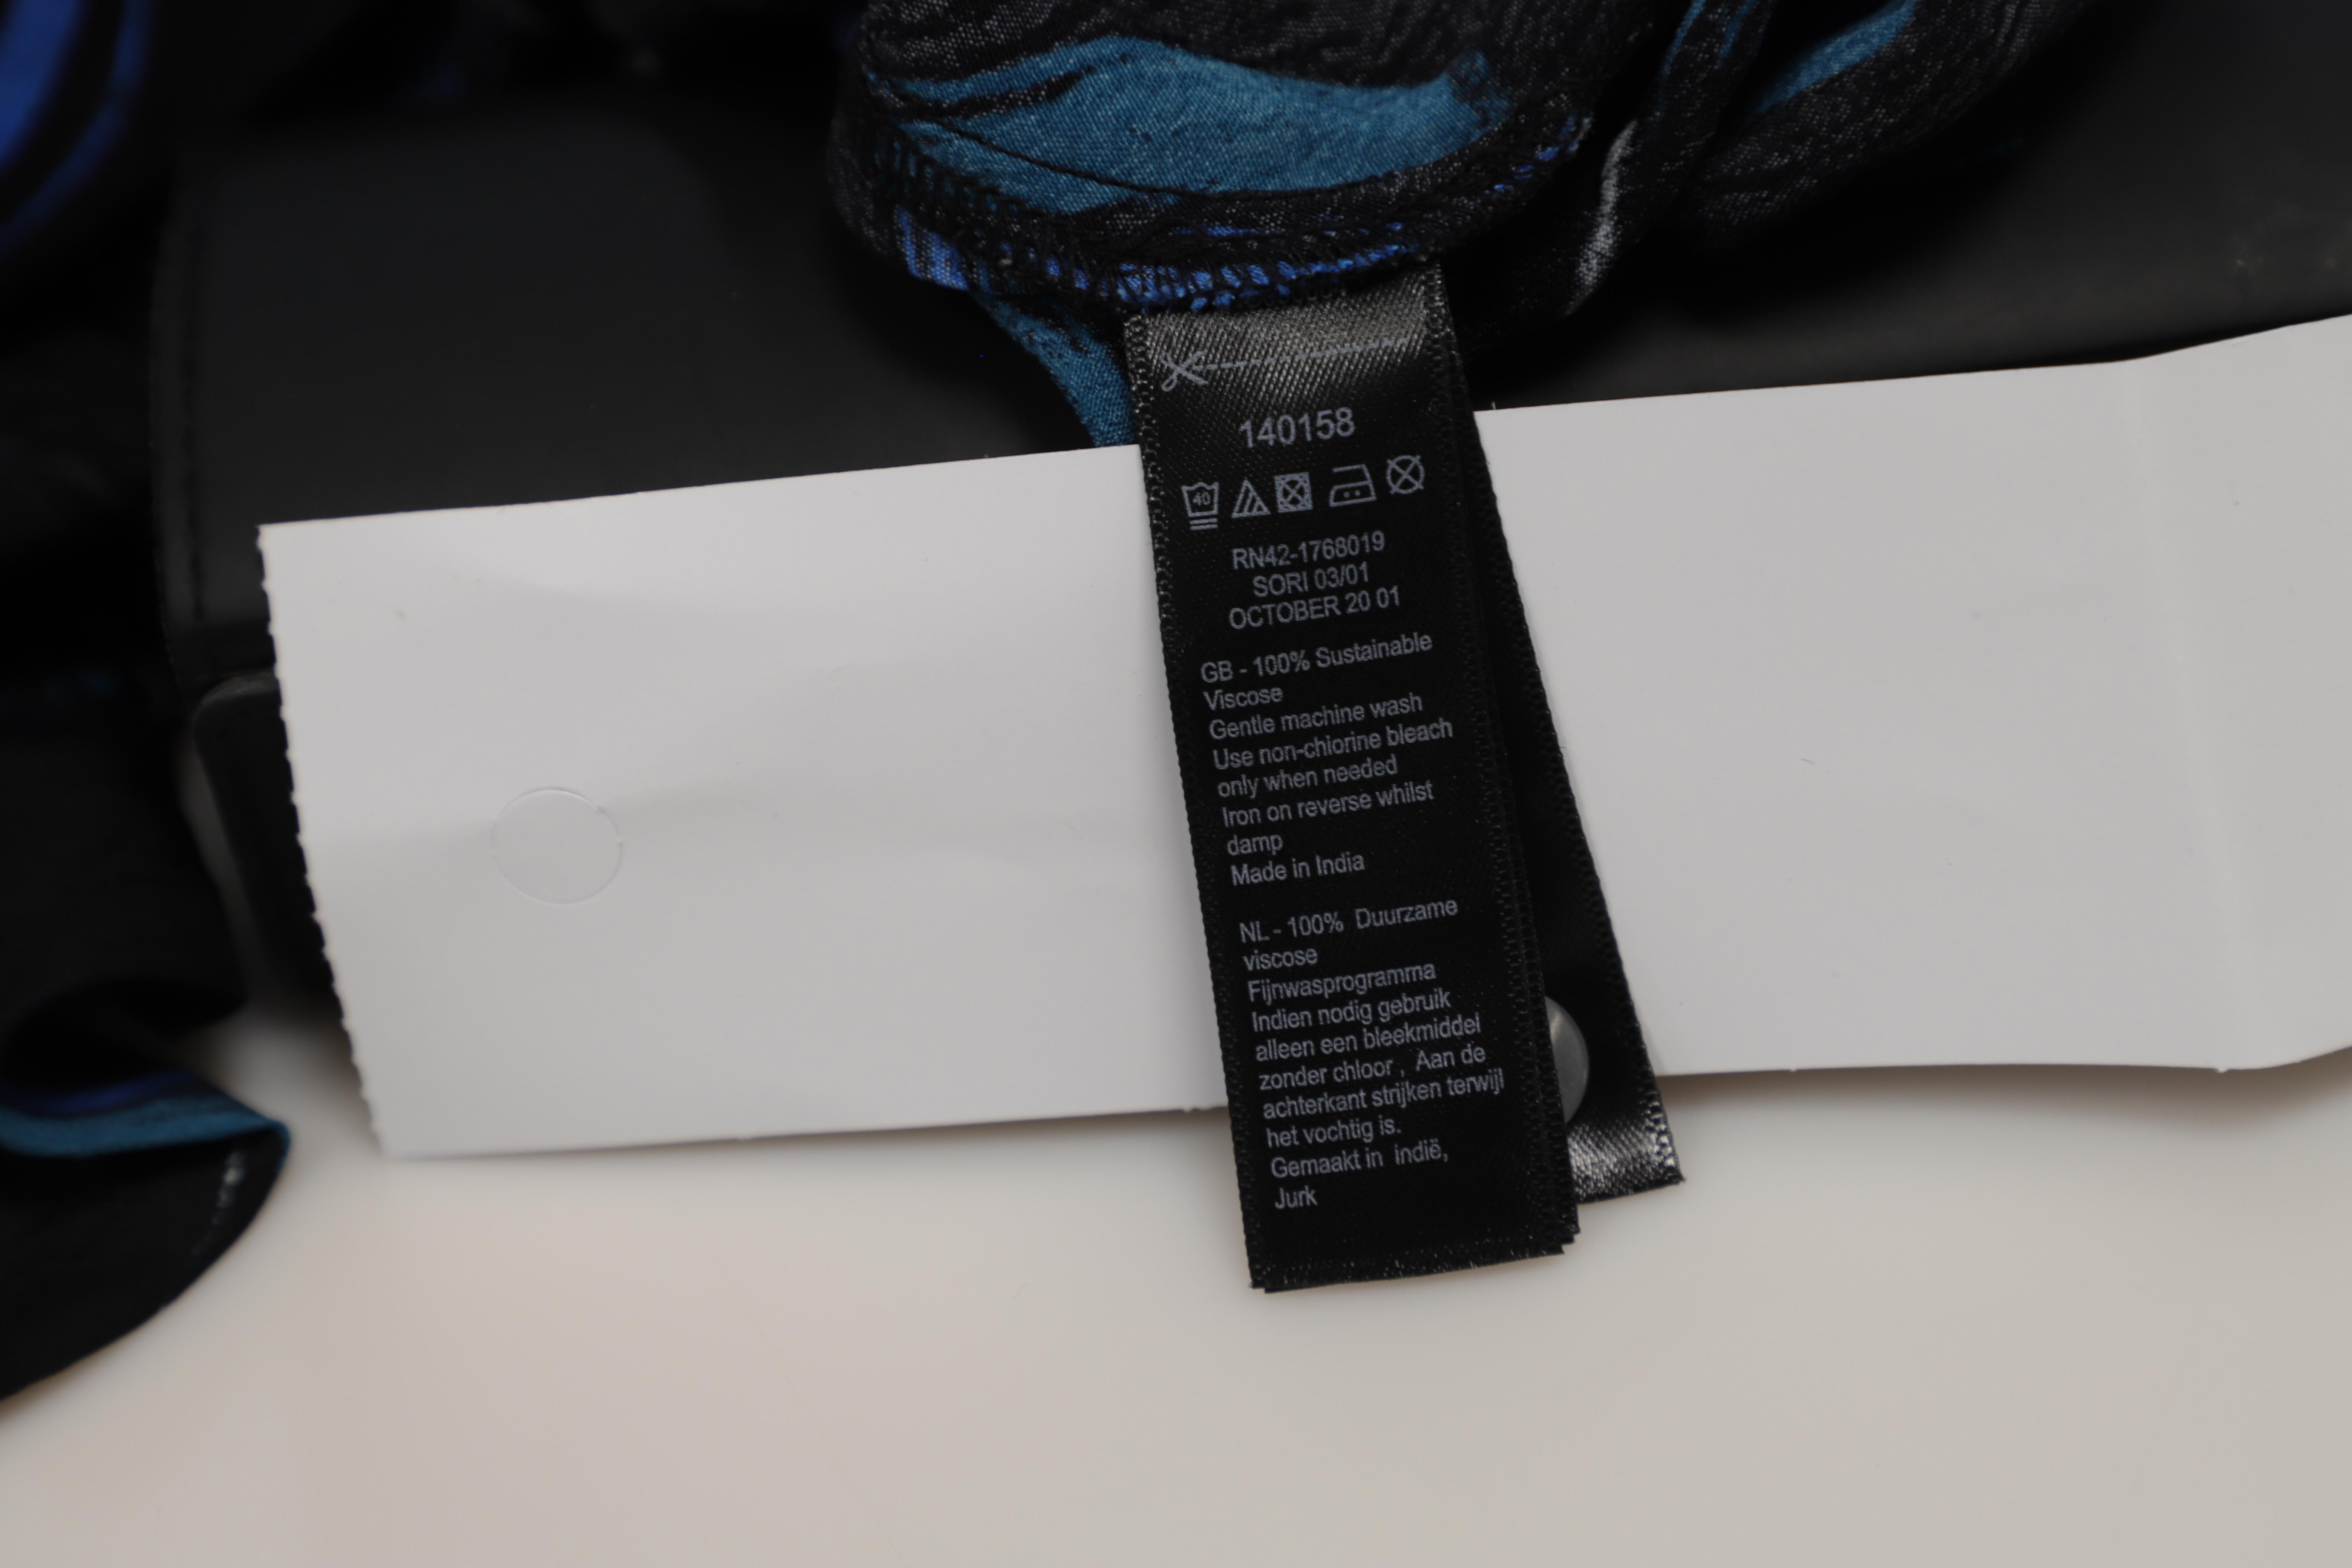 140158
40
RN42-1768019
SORI 03/01
OCTOBER 20 01
GB - 100% Sustainable
Viscose
Gentle machine wash
Use non-chlorine bleach
only when needed
Iron on reverse whilst
damp
Made in India
NL - 100% Duurzame
viscose
Fijnwasprogramma
Indien nodig gebruik
alleen een bleekmiddel
zonder chloor , Aan de
achterkant strijken terwijl
het vochtig is.
Gemaakt in indië,
Jurk